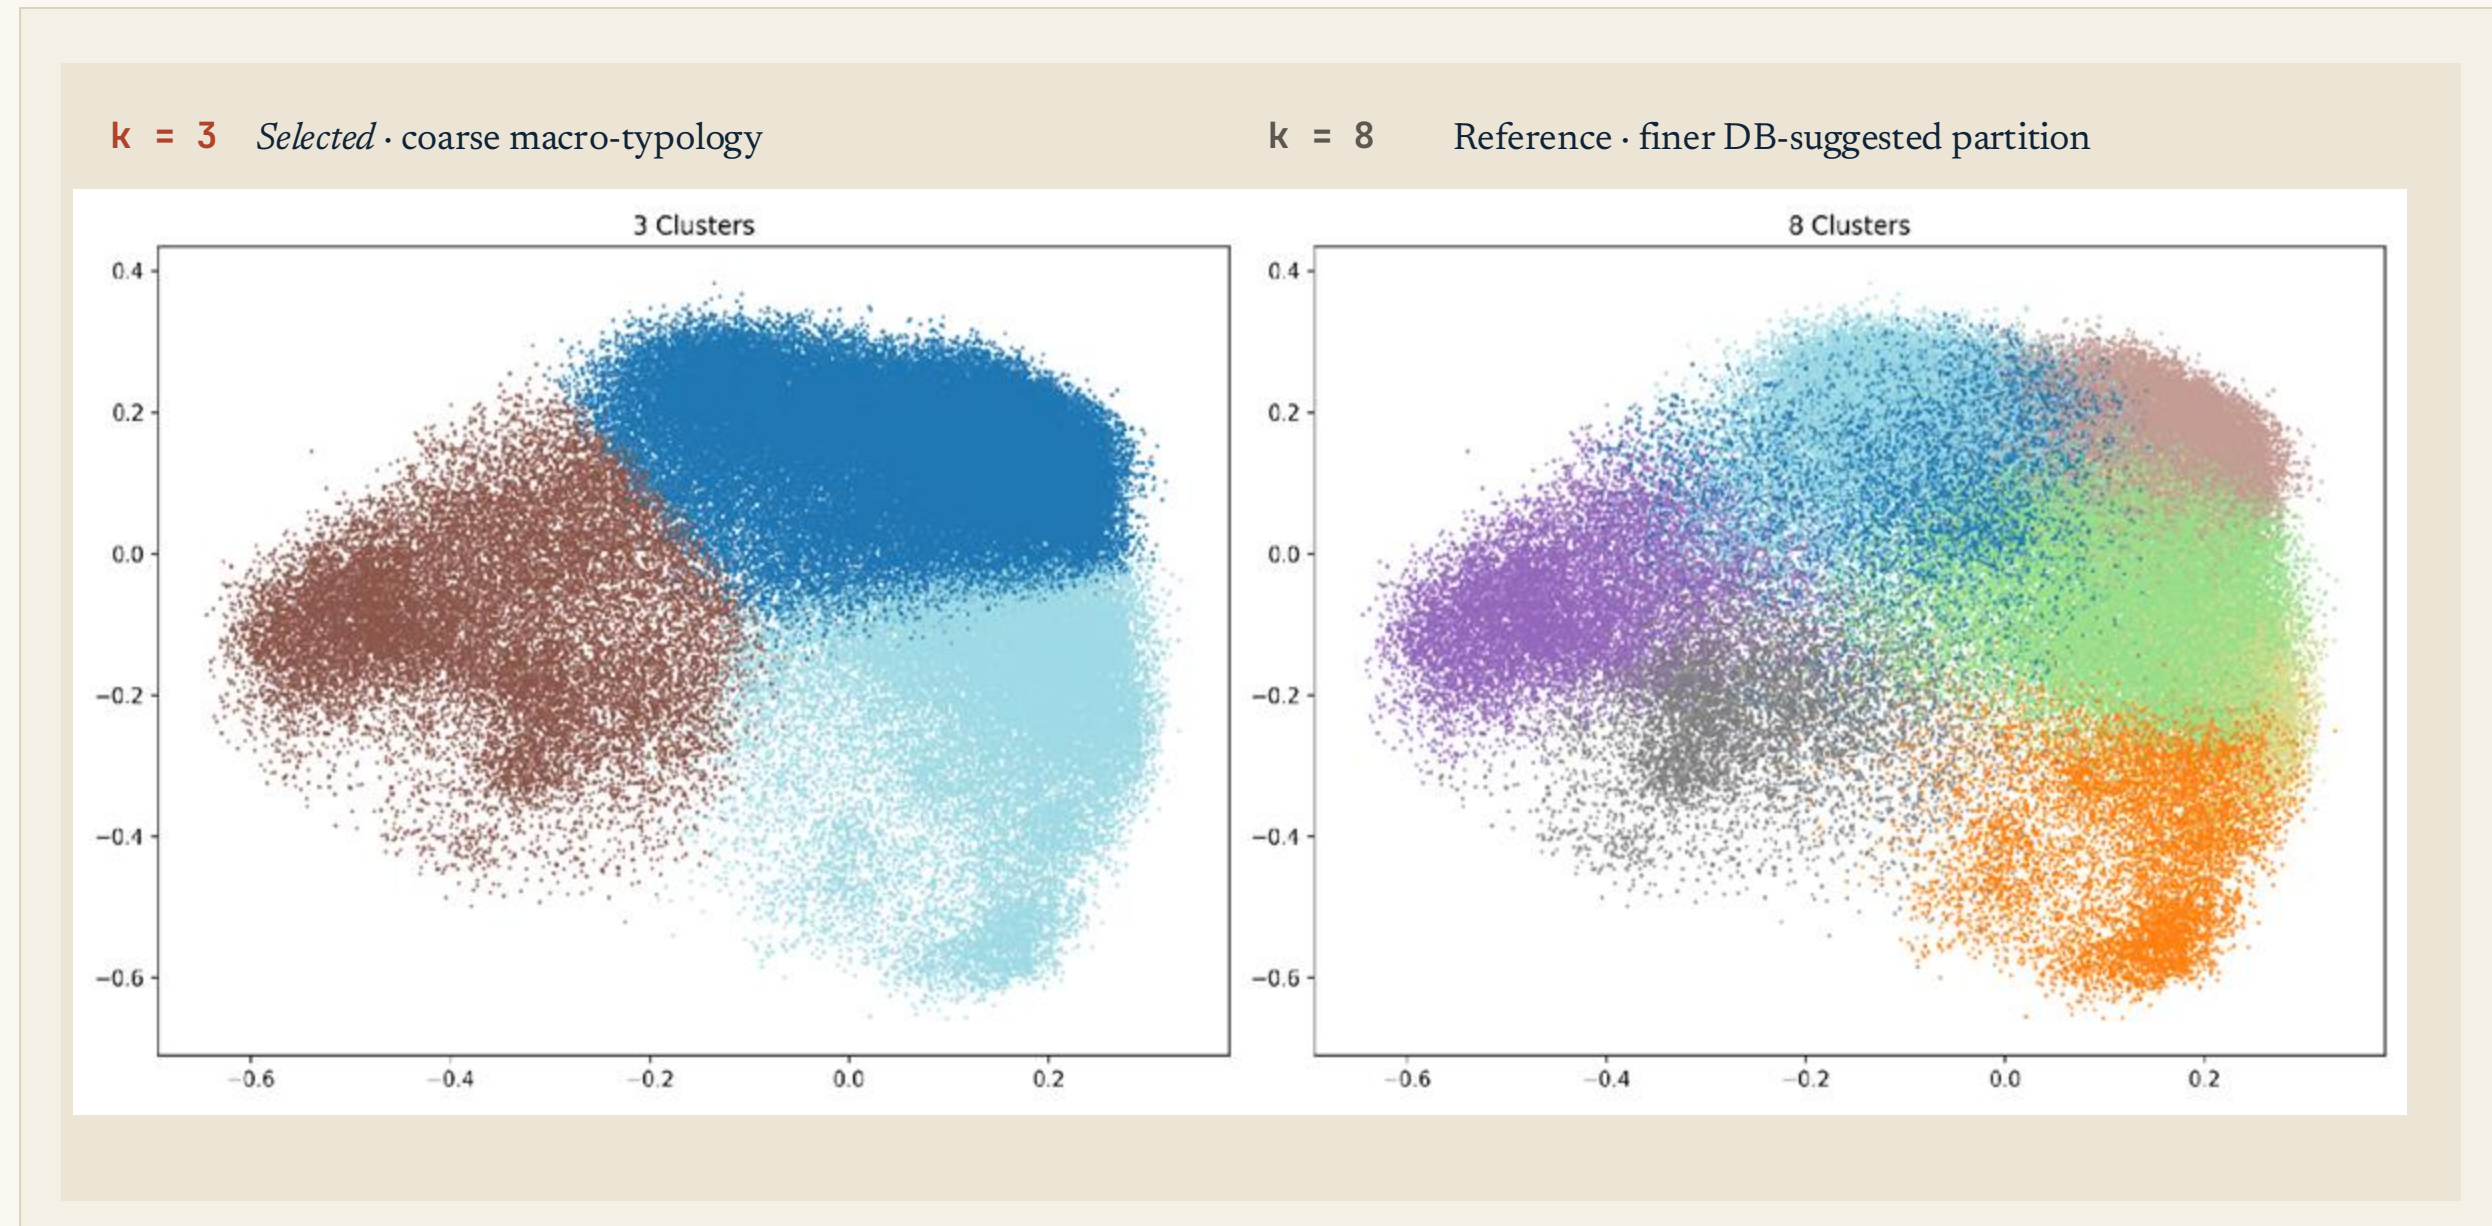 k = 3 Selected · coarse macro-typology
k = 8 Reference · finer DB-suggested partition
3 Clusters
0.4
0.2
0.0
−0.2
−0.4
−0.6
−0.6 −0.4 −0.2 0.0 0.2
8 Clusters
0.4
0.2
0.0
−0.2
−0.4
−0.6
−0.6 −0.4 −0.2 0.0 0.2